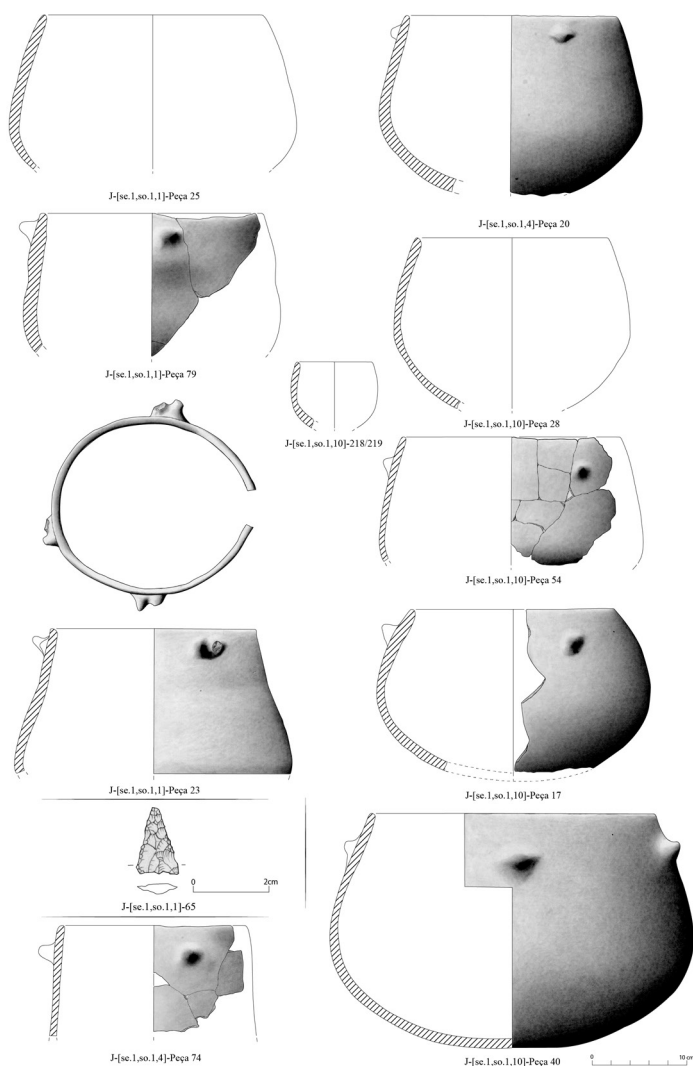 J-[se.1,so.1,1]-Peça 25
J-[se.1,so.1,4]-Peça 20
J-[se.1,so.1,1]-Peça 79
J-[se.1,so.1,10]-Peça 28
J-[se.1,so.1,10]-218/219
J-[se.1,so.1,10]-Peça 54
J-[se.1,so.1,1]-Peça 23
J-[se.1,so.1,10]-Peça 17
0 2cm
J-[se.1,so.1,1]-65
J-[se.1,so.1,4]-Peça 74
J-[se.1,so.1,10]-Peça 40
0 10 cm